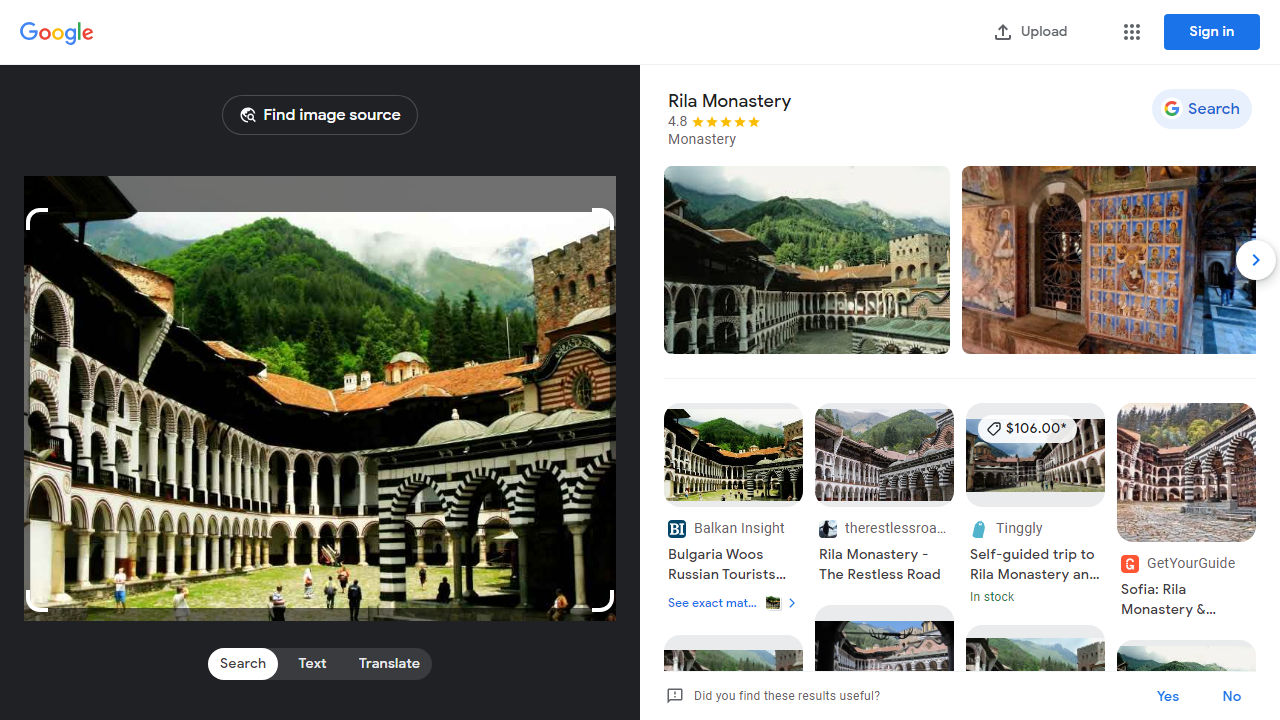 Google
Upload
Sign in
Find image source
Search
Text
Translate
Rila Monastery
4.8
Monastery
Search
Balkan Insight
Bulgaria Woos
Russian Tourists...
See exact mat...
therestlessroa...
Rila Monastery -
The Restless Road
$106.00*
Tinggly
Self-guided trip to
Rila Monastery an...
In stock
GetYourGuide
Sofia: Rila
Monastery &...
Did you find these results useful?
Yes
No